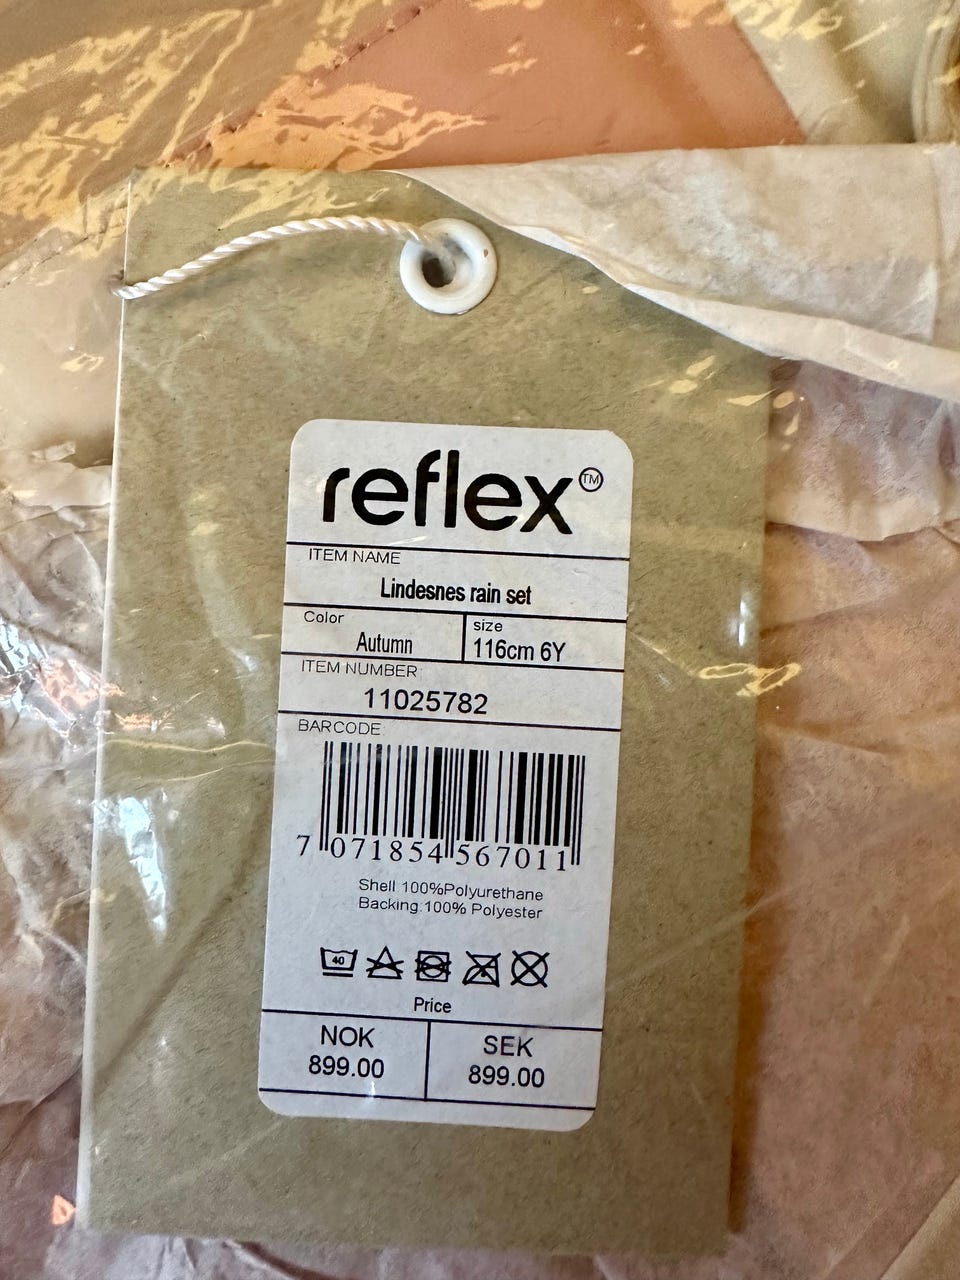 reflex™
ITEM NAME
Lindesnes rain set
Color
Autumn
size
116cm 6Y
ITEM NUMBER
11025782
BARCODE
7 071854 567011
Shell 100%Polyurethane
Backing:100% Polyester
40
Price
NOK
899.00
SEK
899.00